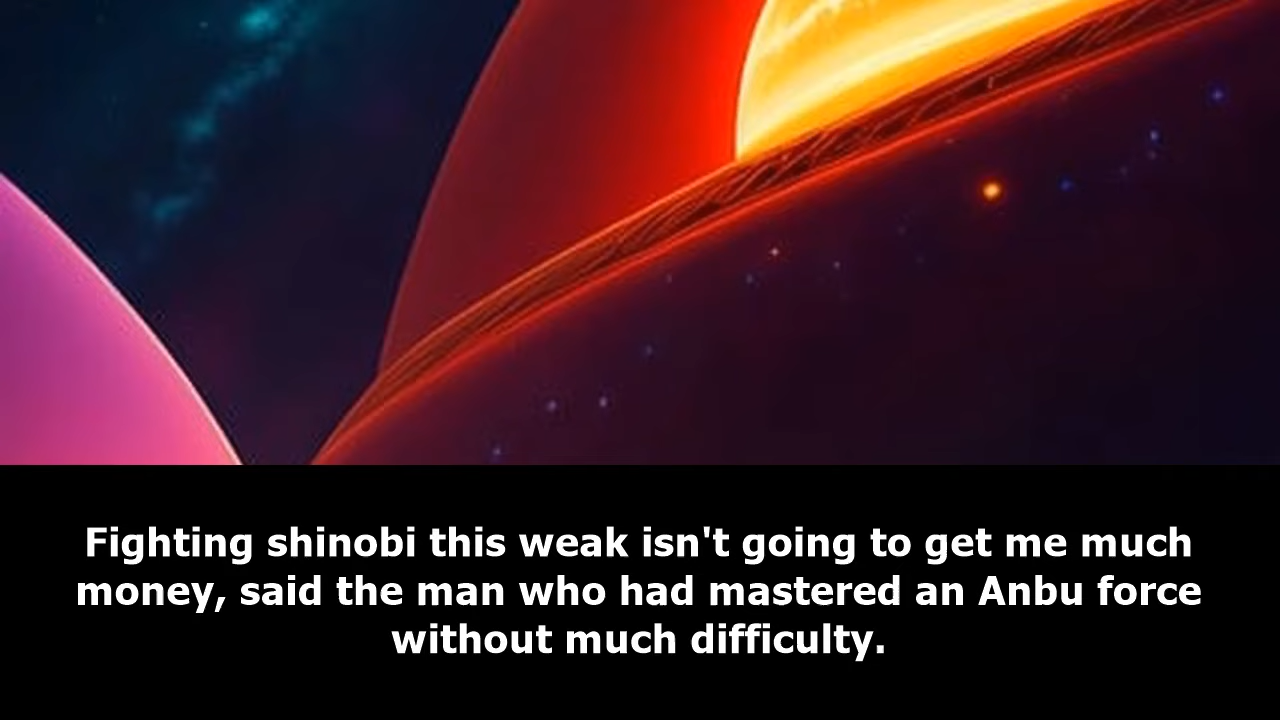 Fighting shinobi this weak isn't going to get me much
money, said the man who had mastered an Anbu force
without much difficulty.